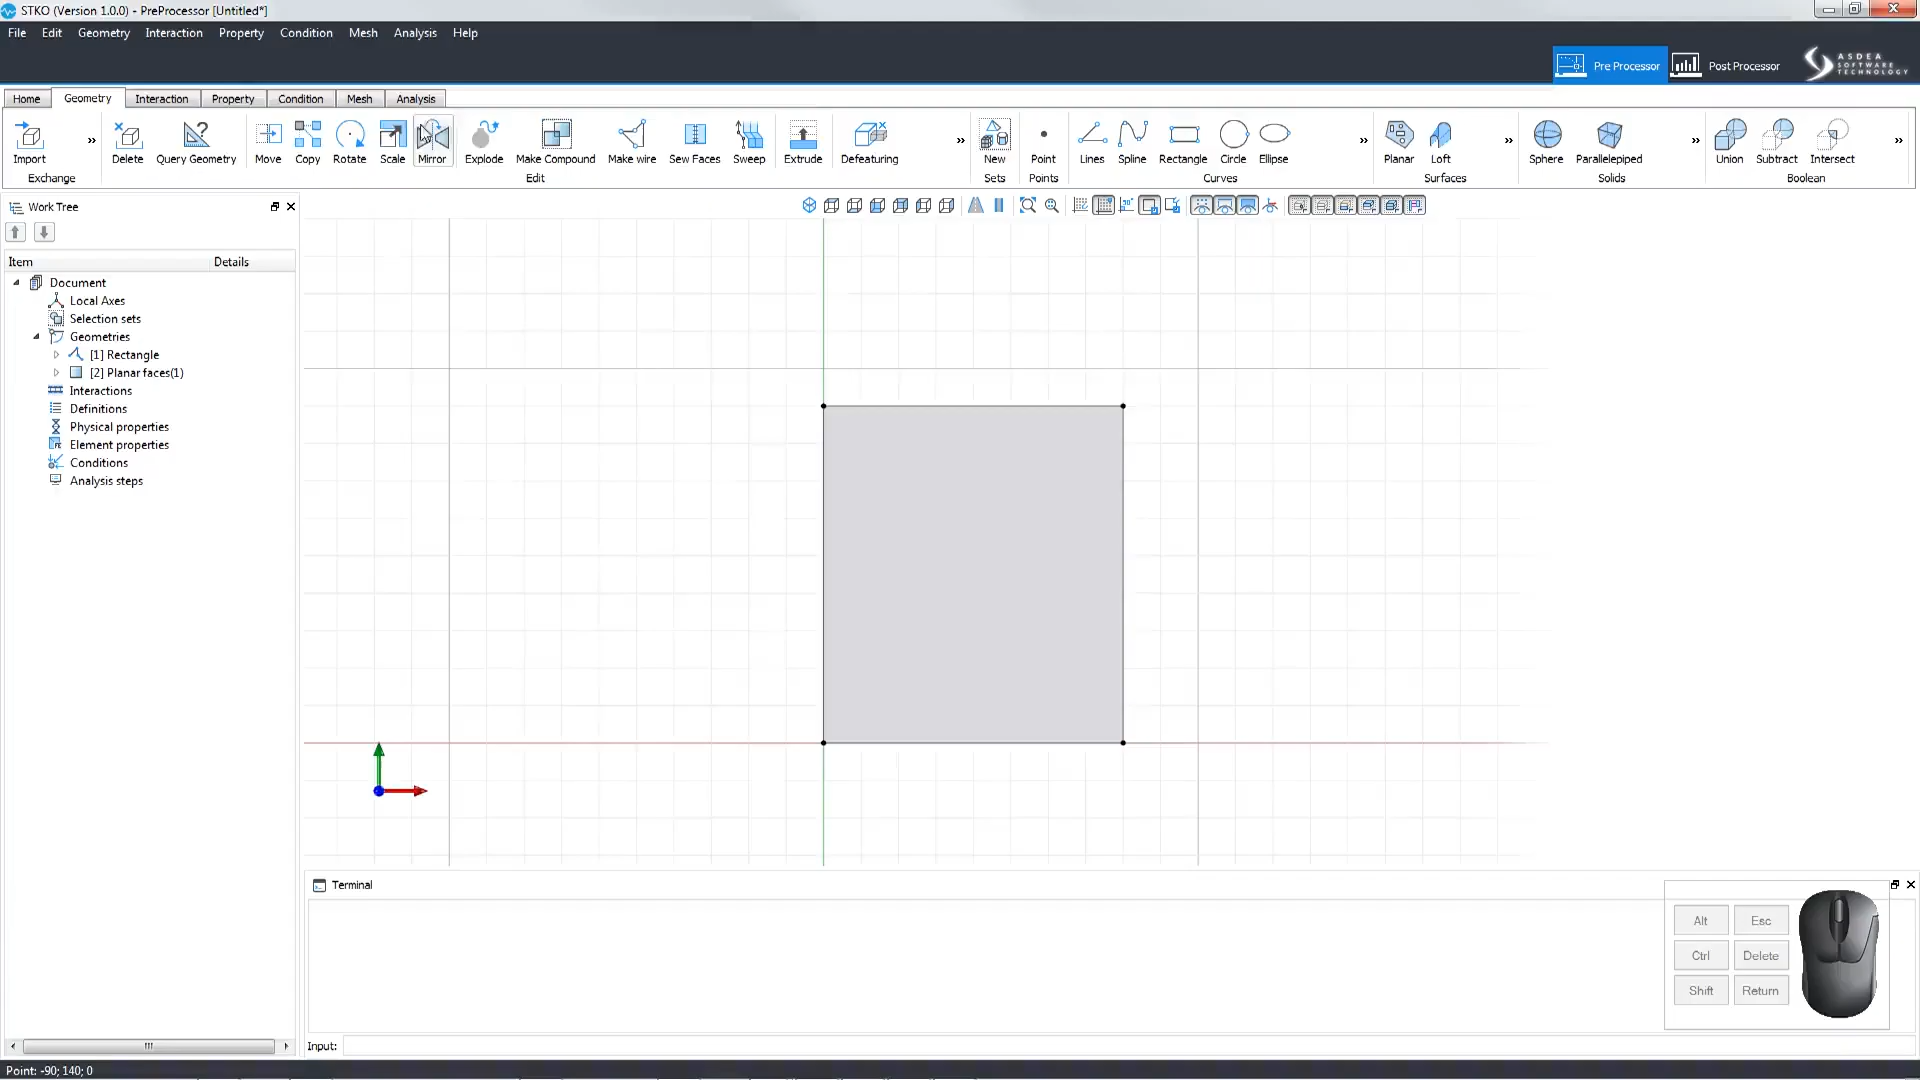 STKO (Version 1.0.0) - PreProcessor [Untitled*]
File Edit Geometry Interaction Property Condition Mesh Analysis Help
Pre Processor Post Processor ASDEA SOFTWARE TECHNOLOGY
Home Geometry Interaction Property Condition Mesh Analysis
Import Delete Query Geometry Move Copy Rotate Scale Mirror Explode Make Compound Make wire Sew Faces Sweep Extrude Defeaturing New Point Lines Spline Rectangle Circle Ellipse Planar Loft Sphere Parallelepiped Union Subtract Intersect
Exchange Edit Sets Points Curves Surfaces Solids Boolean
Work Tree
Item Details
Document
Local Axes
Selection sets
Geometries
[1] Rectangle
[2] Planar faces(1)
Interactions
Definitions
Physical properties
Element properties
Conditions
Analysis steps
Terminal
Alt Esc
Ctrl Delete
Shift Return
Input:
Point: -90; 140; 0